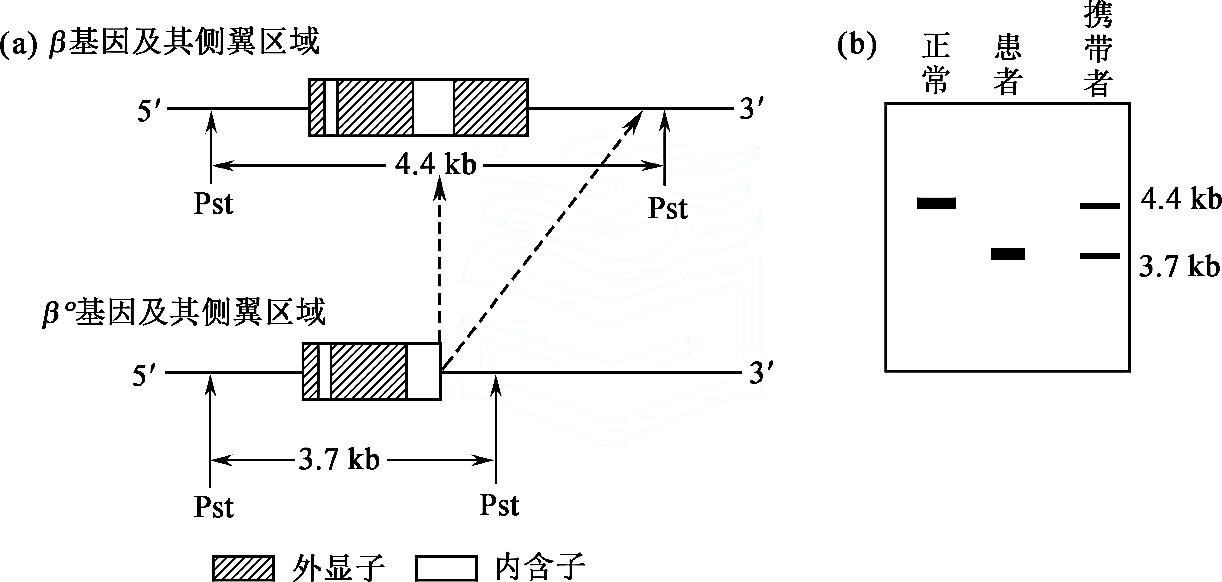 (a) β基因及其侧翼区域
5′ 3′
4.4 kb
Pst Pst
β°基因及其侧翼区域
5′ 3′
3.7 kb
Pst Pst
外显子 内含子
(b) 正常 患者 携带者
4.4 kb
3.7 kb